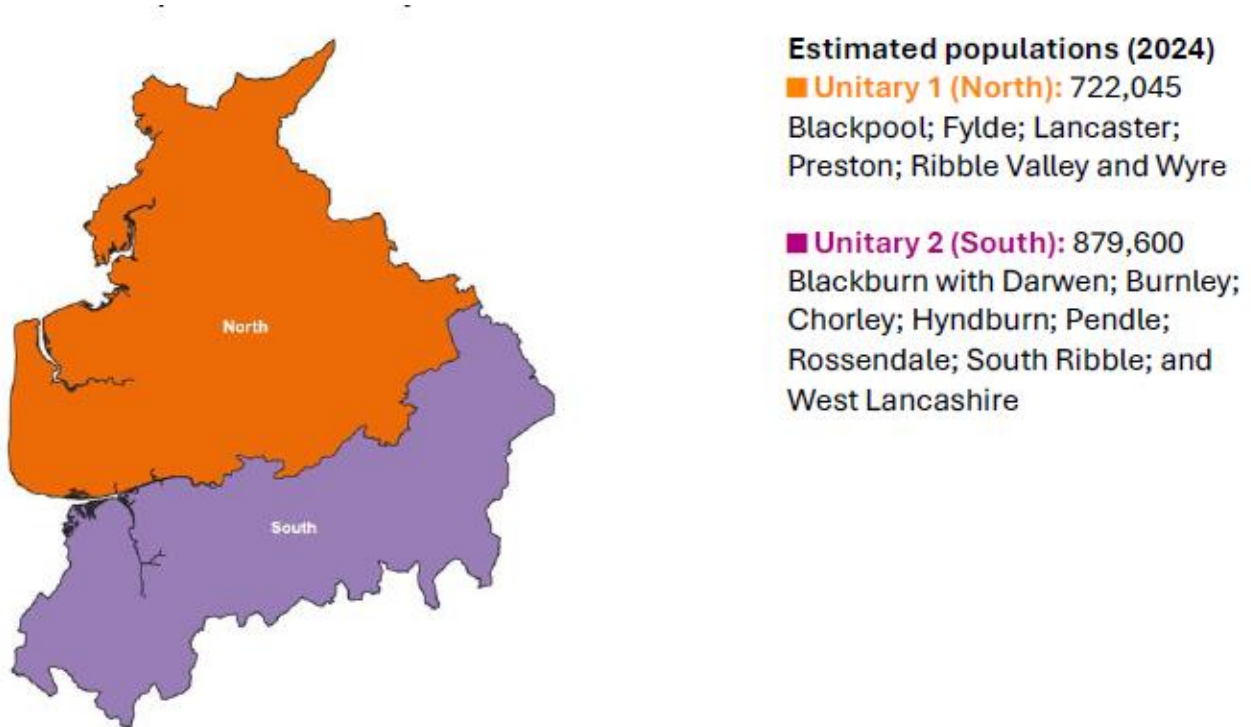 Estimated populations (2024)
Unitary 1 (North): 722,045
Blackpool; Fylde; Lancaster;
Preston; Ribble Valley and Wyre
Unitary 2 (South): 879,600
Blackburn with Darwen; Burnley;
Chorley; Hyndburn; Pendle;
Rossendale; South Ribble; and
West Lancashire
North
South